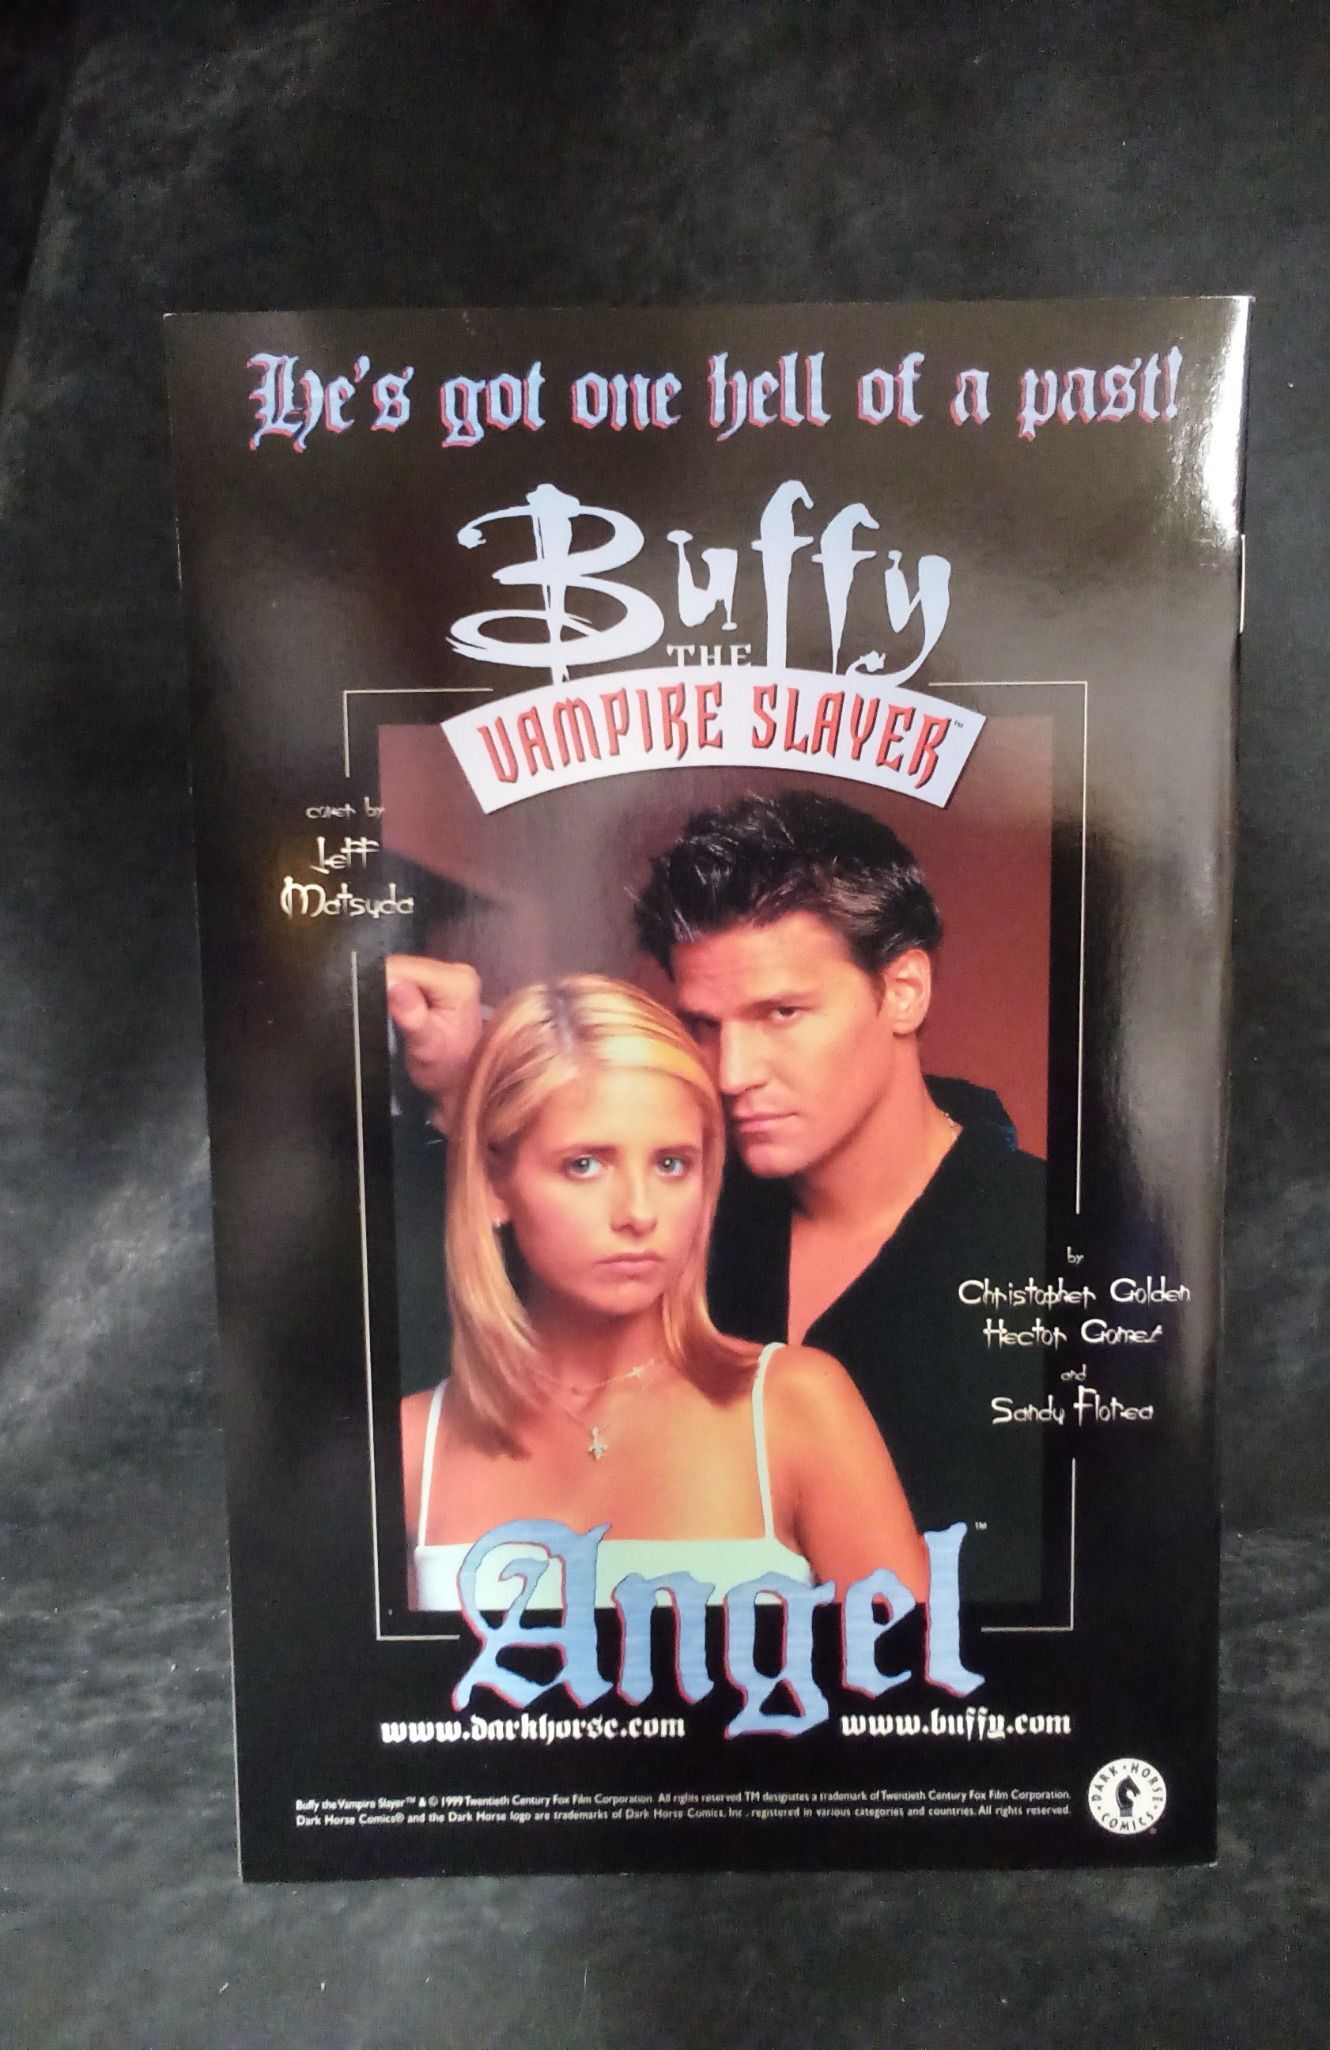 He's got one hell of a past!
Buffy
THE
VAMPIRE SLAYER™
cover by
Jeff
Matsuda
by
Christopher Golden
Hector Gomez
and
Sandy Florea
Angel™
www.darkhorse.com
www.buffy.com
Buffy the Vampire Slayer™ & © 1999 Twentieth Century Fox Film Corporation. All rights reserved. TM designates a trademark of Twentieth Century Fox Film Corporation.
Dark Horse Comics® and the Dark Horse logo are trademarks of Dark Horse Comics, Inc., registered in various categories and countries. All rights reserved.
DARK HORSE
COMICS